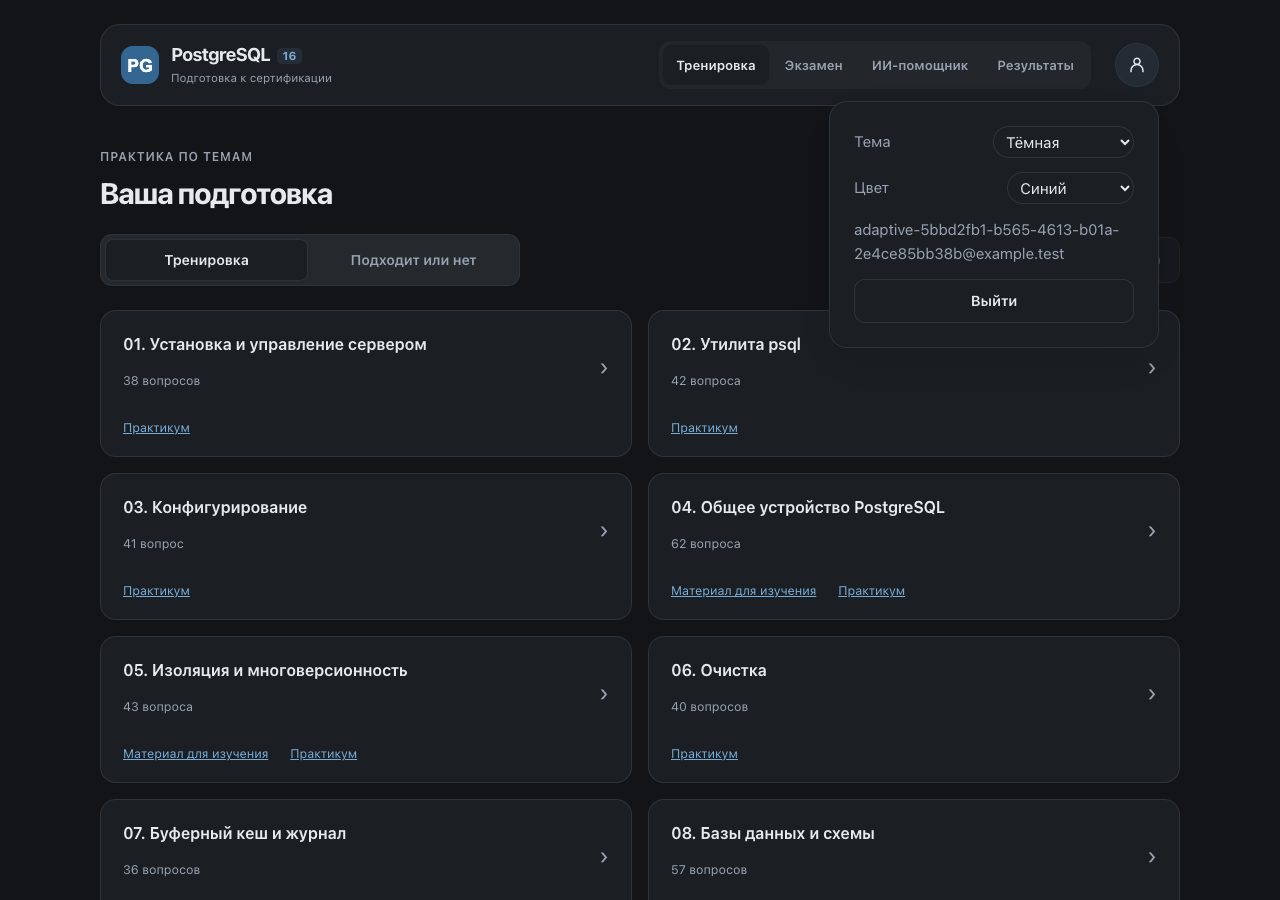 PG
PostgreSQL 16
Подготовка к сертификации
Тренировка
Экзамен
ИИ-помощник
Результаты
Тема
Тёмная
Цвет
Синий
adaptive-5bbd2fb1-b565-4613-b01a-
2e4ce85bb38b@example.test
Выйти
ПРАКТИКА ПО ТЕМАМ
Ваша подготовка
Тренировка
Подходит или нет
01. Установка и управление сервером
38 вопросов
Практикум
02. Утилита psql
42 вопроса
Практикум
03. Конфигурирование
41 вопрос
Практикум
04. Общее устройство PostgreSQL
62 вопроса
Материал для изучения
Практикум
05. Изоляция и многоверсионность
43 вопроса
Материал для изучения
Практикум
06. Очистка
40 вопросов
Практикум
07. Буферный кеш и журнал
36 вопросов
08. Базы данных и схемы
57 вопросов